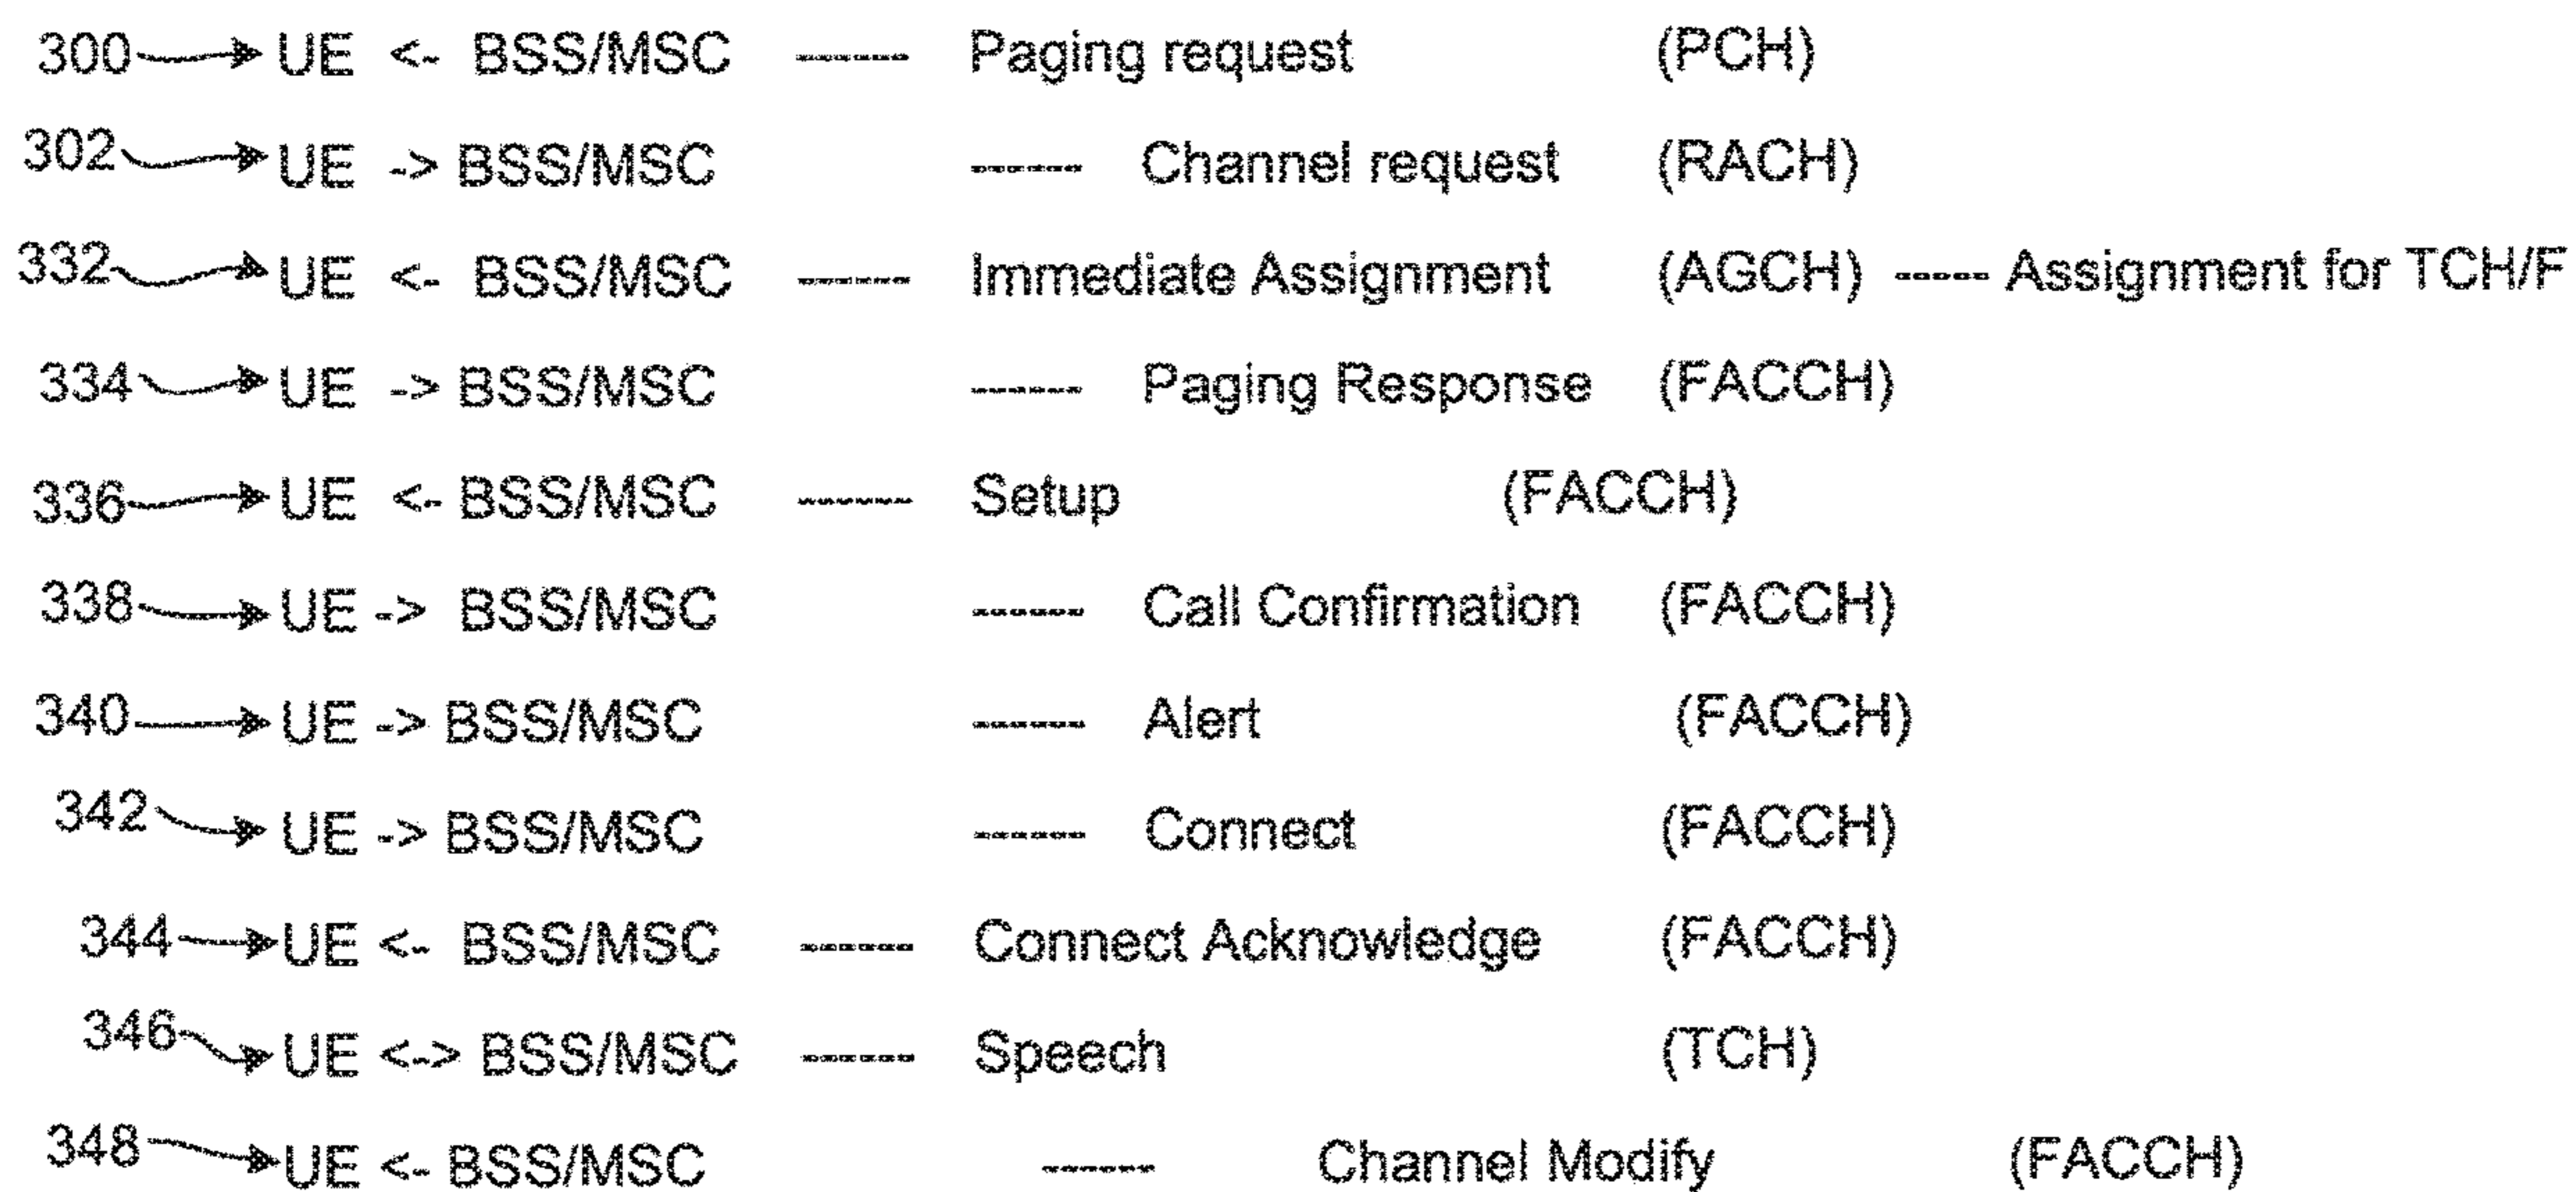 300 UE <- BSS/MSC ------ Paging request (PCH)
302 UE -> BSS/MSC ------ Channel request (RACH)
332 UE <- BSS/MSC ------ Immediate Assignment (AGCH) ----- Assignment for TCH/F
334 UE -> BSS/MSC ------ Paging Response (FACCH)
336 UE <- BSS/MSC ------ Setup (FACCH)
338 UE -> BSS/MSC ------ Call Confirmation (FACCH)
340 UE -> BSS/MSC ------ Alert (FACCH)
342 UE -> BSS/MSC ------ Connect (FACCH)
344 UE <- BSS/MSC ------ Connect Acknowledge (FACCH)
346 UE <-> BSS/MSC ------ Speech (TCH)
348 UE <- BSS/MSC ------ Channel Modify (FACCH)